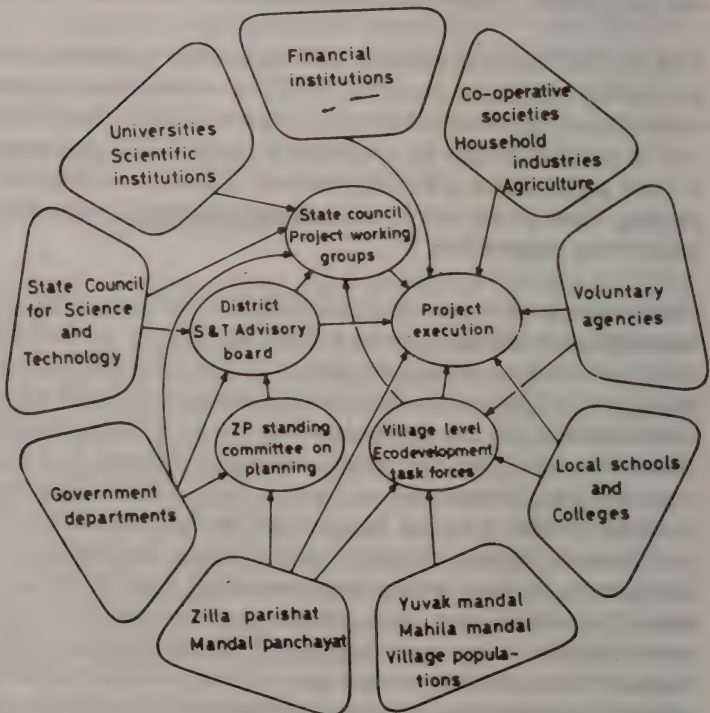 Financial
institutions
Co-operative
societies
Household
industries
Agriculture
Universities
Scientific
institutions
State council
Project working
groups
State Council
for Science
and
Technology
District
S&T Advisory
board
Project
execution
Voluntary
agencies
ZP standing
committee on
planning
Village level
Ecodevelopment
task forces
Government
departments
Local schools
and
Colleges
Zilla parishat
Mandal panchayat
Yuvak mandal
Mahila mandal
Village popula-
tions